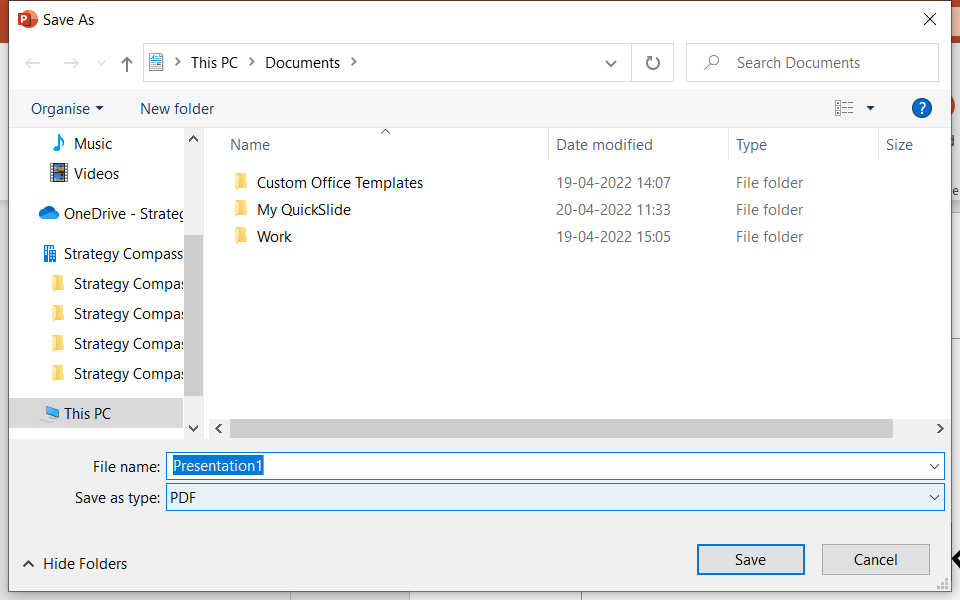 Save As
This PC > Documents >
Search Documents
Organise
New folder
?
Name
Date modified
Type
Size
Music
Videos
OneDrive - Strateg
Strategy Compass
Strategy Compas
Strategy Compas
Strategy Compas
Strategy Compas
This PC
Custom Office Templates 19-04-2022 14:07 File folder
My QuickSlide 20-04-2022 11:33 File folder
Work 19-04-2022 15:05 File folder
File name: Presentation1
Save as type: PDF
Hide Folders
Save
Cancel